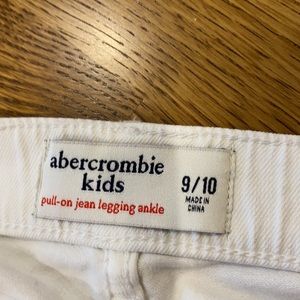 abercrombie
kids
pull-on jean legging ankle
9/10
MADE IN
CHINA